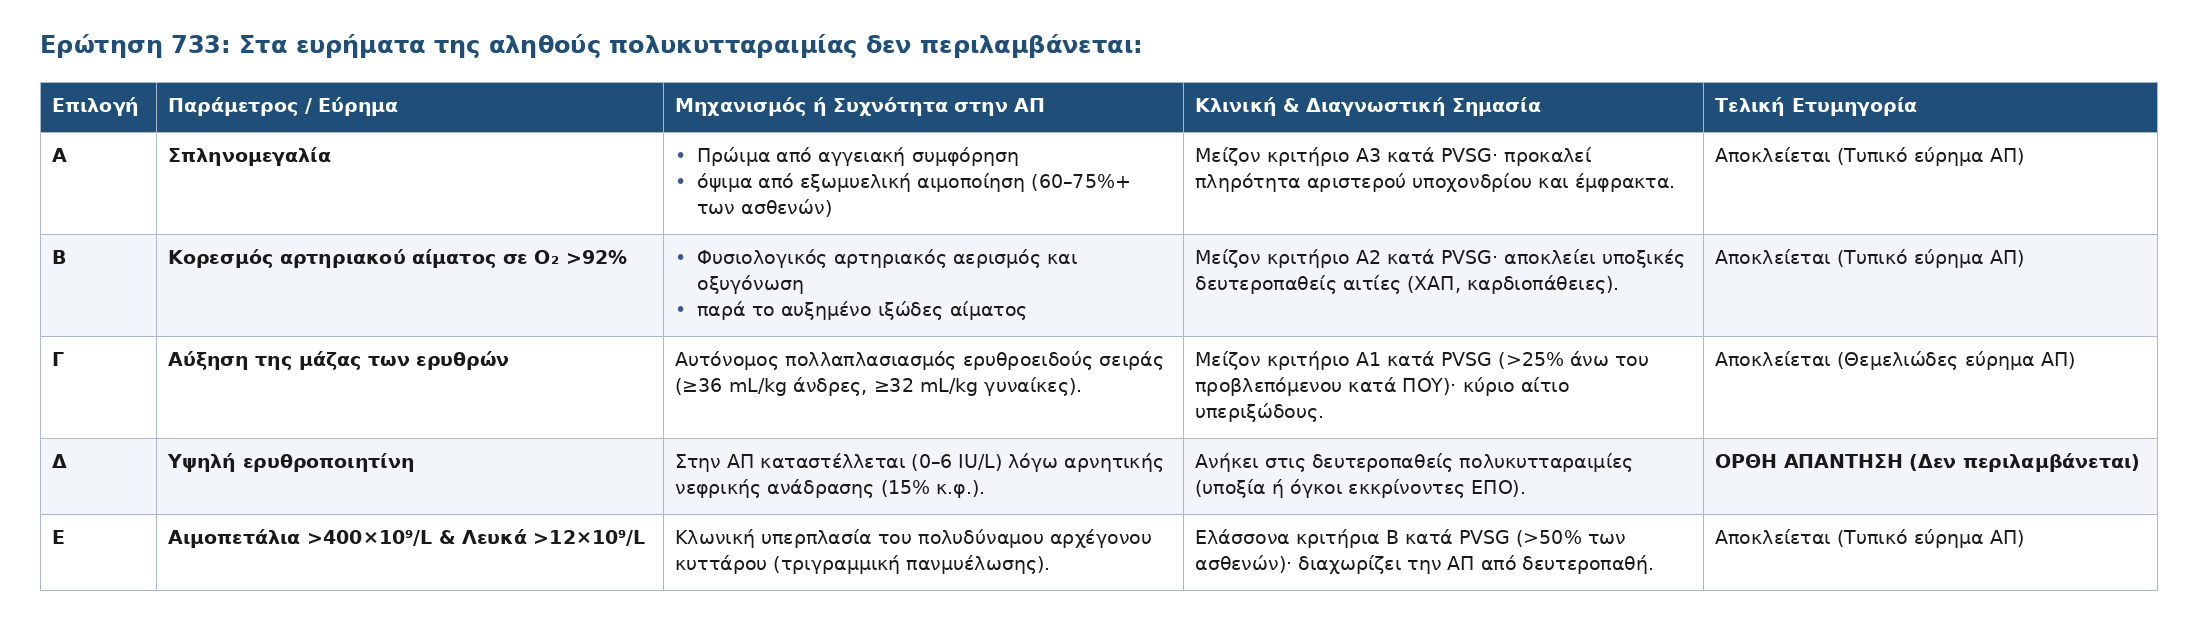 Ερώτηση 733: Στα ευρήματα της αληθούς πολυκυτταραιμίας δεν περιλαμβάνεται:
Επιλογή
Παράμετρος / Εύρημα
Μηχανισμός ή Συχνότητα στην ΑΠ
Κλινική & Διαγνωστική Σημασία
Τελική Ετυμηγορία
Α
Σπληνομεγαλία
• Πρώιμα από αγγειακή συμφόρηση
• όψιμα από εξωμυελική αιμοποίηση (60–75%+
των ασθενών)
Μείζον κριτήριο Α3 κατά PVSG· προκαλεί
πληρότητα αριστερού υποχονδρίου και έμφρακτα.
Αποκλείεται (Τυπικό εύρημα ΑΠ)
Β
Κορεσμός αρτηριακού αίματος σε O₂ >92%
• Φυσιολογικός αρτηριακός αερισμός και
οξυγόνωση
• παρά το αυξημένο ιξώδες αίματος
Μείζον κριτήριο Α2 κατά PVSG· αποκλείει υποξικές
δευτεροπαθείς αιτίες (ΧΑΠ, καρδιοπάθειες).
Αποκλείεται (Τυπικό εύρημα ΑΠ)
Γ
Αύξηση της μάζας των ερυθρών
Αυτόνομος πολλαπλασιασμός ερυθροειδούς σειράς
(≥36 mL/kg άνδρες, ≥32 mL/kg γυναίκες).
Μείζον κριτήριο Α1 κατά PVSG (>25% άνω του
προβλεπόμενου κατά ΠΟΥ)· κύριο αίτιο
υπεριξώδους.
Αποκλείεται (Θεμελιώδες εύρημα ΑΠ)
Δ
Υψηλή ερυθροποιητίνη
Στην ΑΠ καταστέλλεται (0–6 IU/L) λόγω αρνητικής
νεφρικής ανάδρασης (15% κ.φ.).
Ανήκει στις δευτεροπαθείς πολυκυτταραιμίες
(υποξία ή όγκοι εκκρίνοντες ΕΠΟ).
ΟΡΘΗ ΑΠΑΝΤΗΣΗ (Δεν περιλαμβάνεται)
Ε
Αιμοπετάλια >400×10⁹/L & Λευκά >12×10⁹/L
Κλωνική υπερπλασία του πολυδύναμου αρχέγονου
κυττάρου (τριγραμμική πανμυέλωσης).
Ελάσσονα κριτήρια Β κατά PVSG (>50% των
ασθενών)· διαχωρίζει την ΑΠ από δευτεροπαθή.
Αποκλείεται (Τυπικό εύρημα ΑΠ)